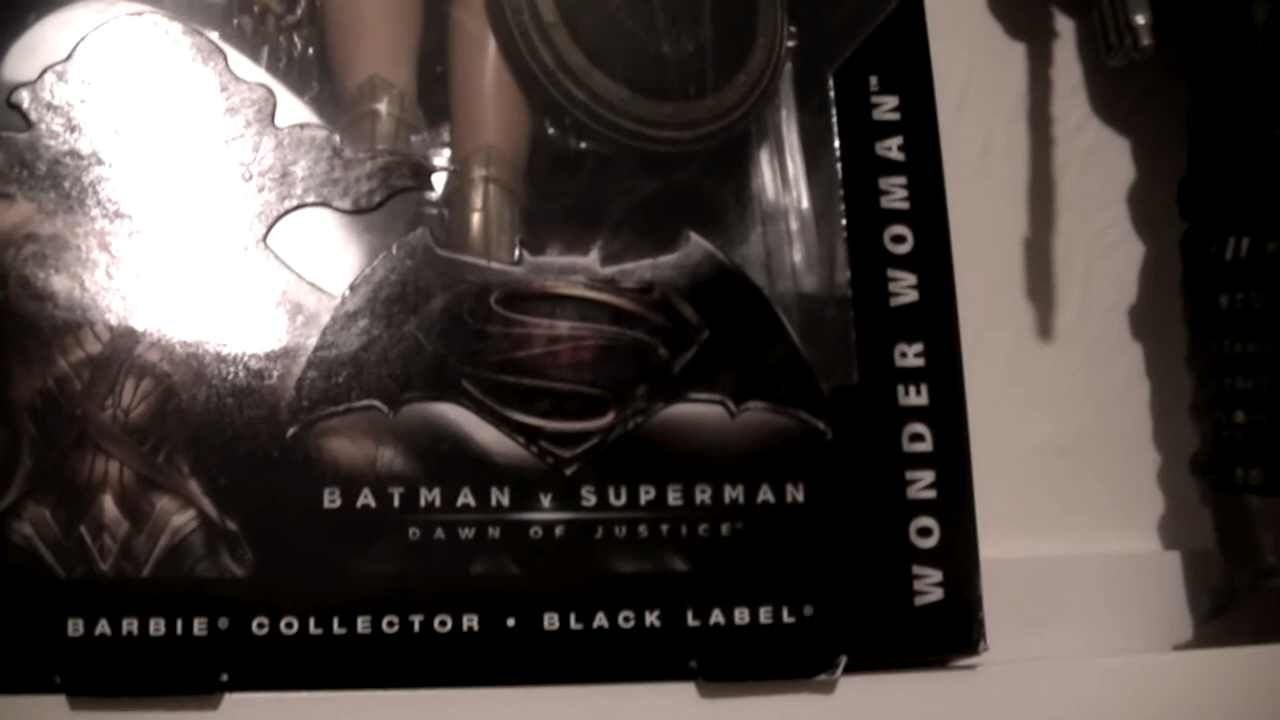 WONDER WOMAN™
BATMAN v SUPERMAN
DAWN OF JUSTICE
BARBIE® COLLECTOR • BLACK LABEL®